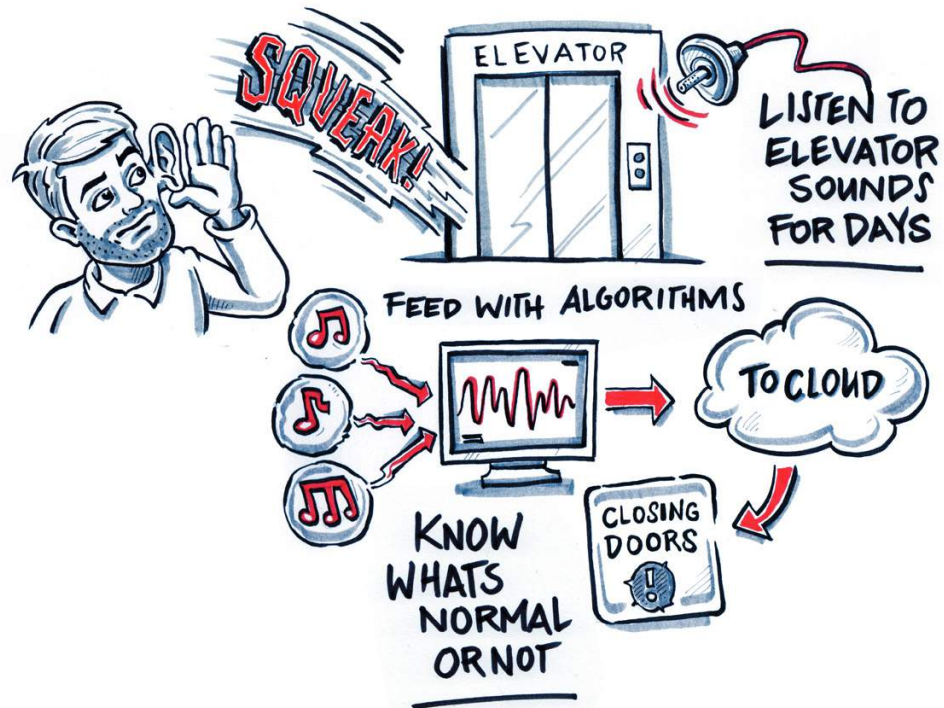 SQUEAK!
ELEVATOR
LISTEN TO
ELEVATOR
SOUNDS
FOR DAYS
FEED WITH ALGORITHMS
TO CLOUD
CLOSING
DOORS
!
KNOW
WHATS
NORMAL
OR NOT